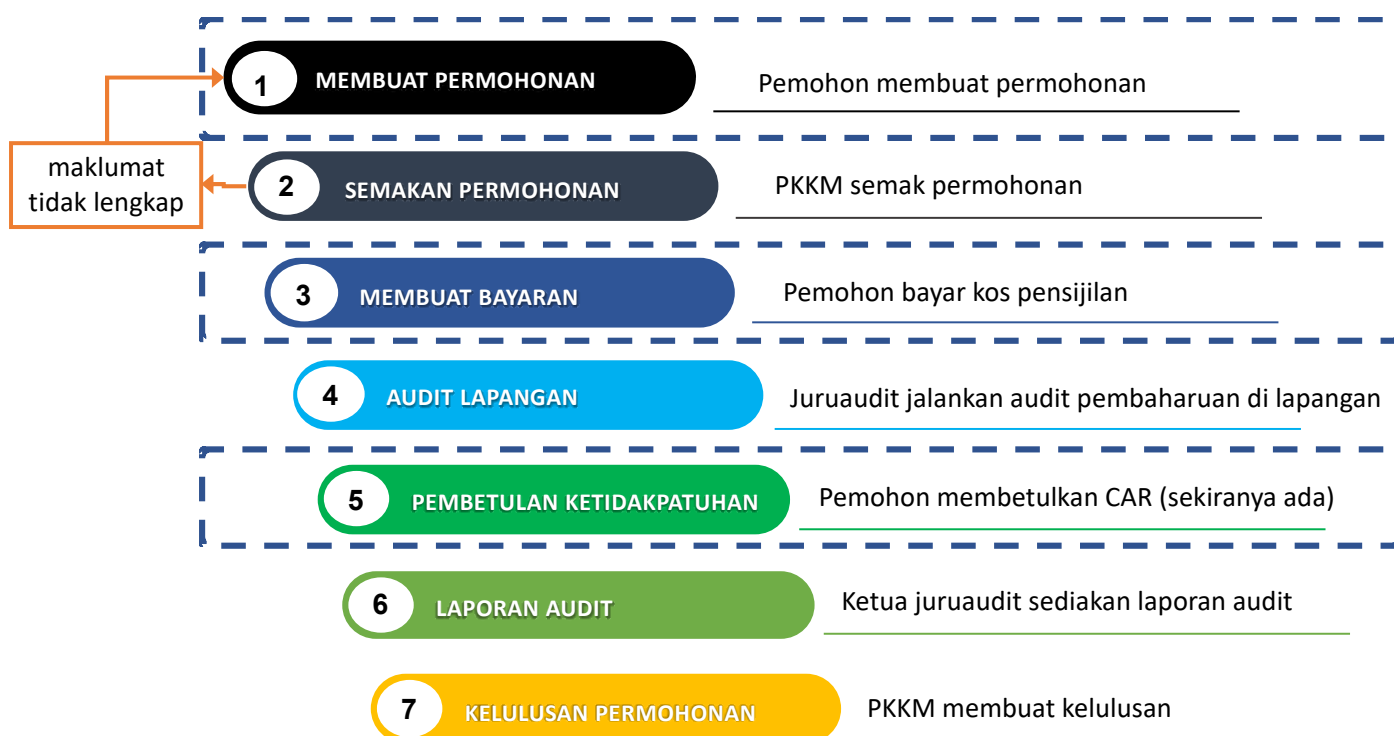 1
MEMBUAT PERMOHONAN
Pemohon membuat permohonan
maklumat
tidak lengkap
2
SEMAKAN PERMOHONAN
PKKM semak permohonan
3
MEMBUAT BAYARAN
Pemohon bayar kos pensijilan
4
AUDIT LAPANGAN
Juruaudit jalankan audit pembaharuan di lapangan
5
PEMBETULAN KETIDAKPATUHAN
Pemohon membetulkan CAR (sekiranya ada)
6
LAPORAN AUDIT
Ketua juruaudit sediakan laporan audit
7
KELULUSAN PERMOHONAN
PKKM membuat kelulusan